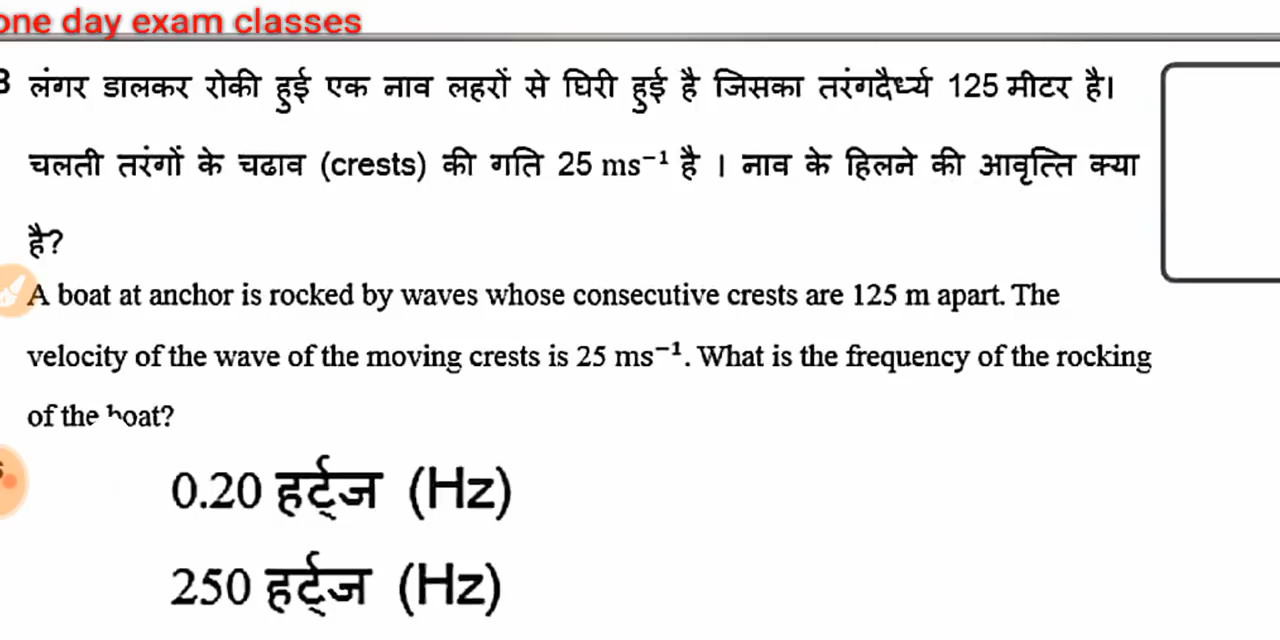 one day exam classes
3 लंगर डालकर रोकी हुई एक नाव लहरों से घिरी हुई है जिसका तरंगदैर्ध्य 125 मीटर है।
चलती तरंगों के चढाव (crests) की गति 25 ms⁻¹ है । नाव के हिलने की आवृत्ति क्या
है?
A boat at anchor is rocked by waves whose consecutive crests are 125 m apart. The
velocity of the wave of the moving crests is 25 ms⁻¹. What is the frequency of the rocking
of the boat?
0.20 हर्ट्ज (Hz)
250 हर्ट्ज (Hz)